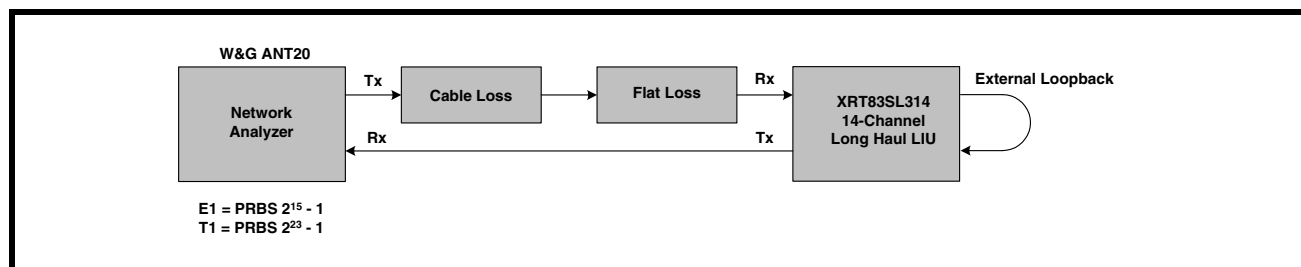 W&G ANT20
Network
Analyzer
Tx
Cable Loss
Flat Loss
Rx
XRT83SL314
14-Channel
Long Haul LIU
External Loopback
Rx
Tx
E1 = PRBS 2¹⁵ - 1
T1 = PRBS 2²³ - 1